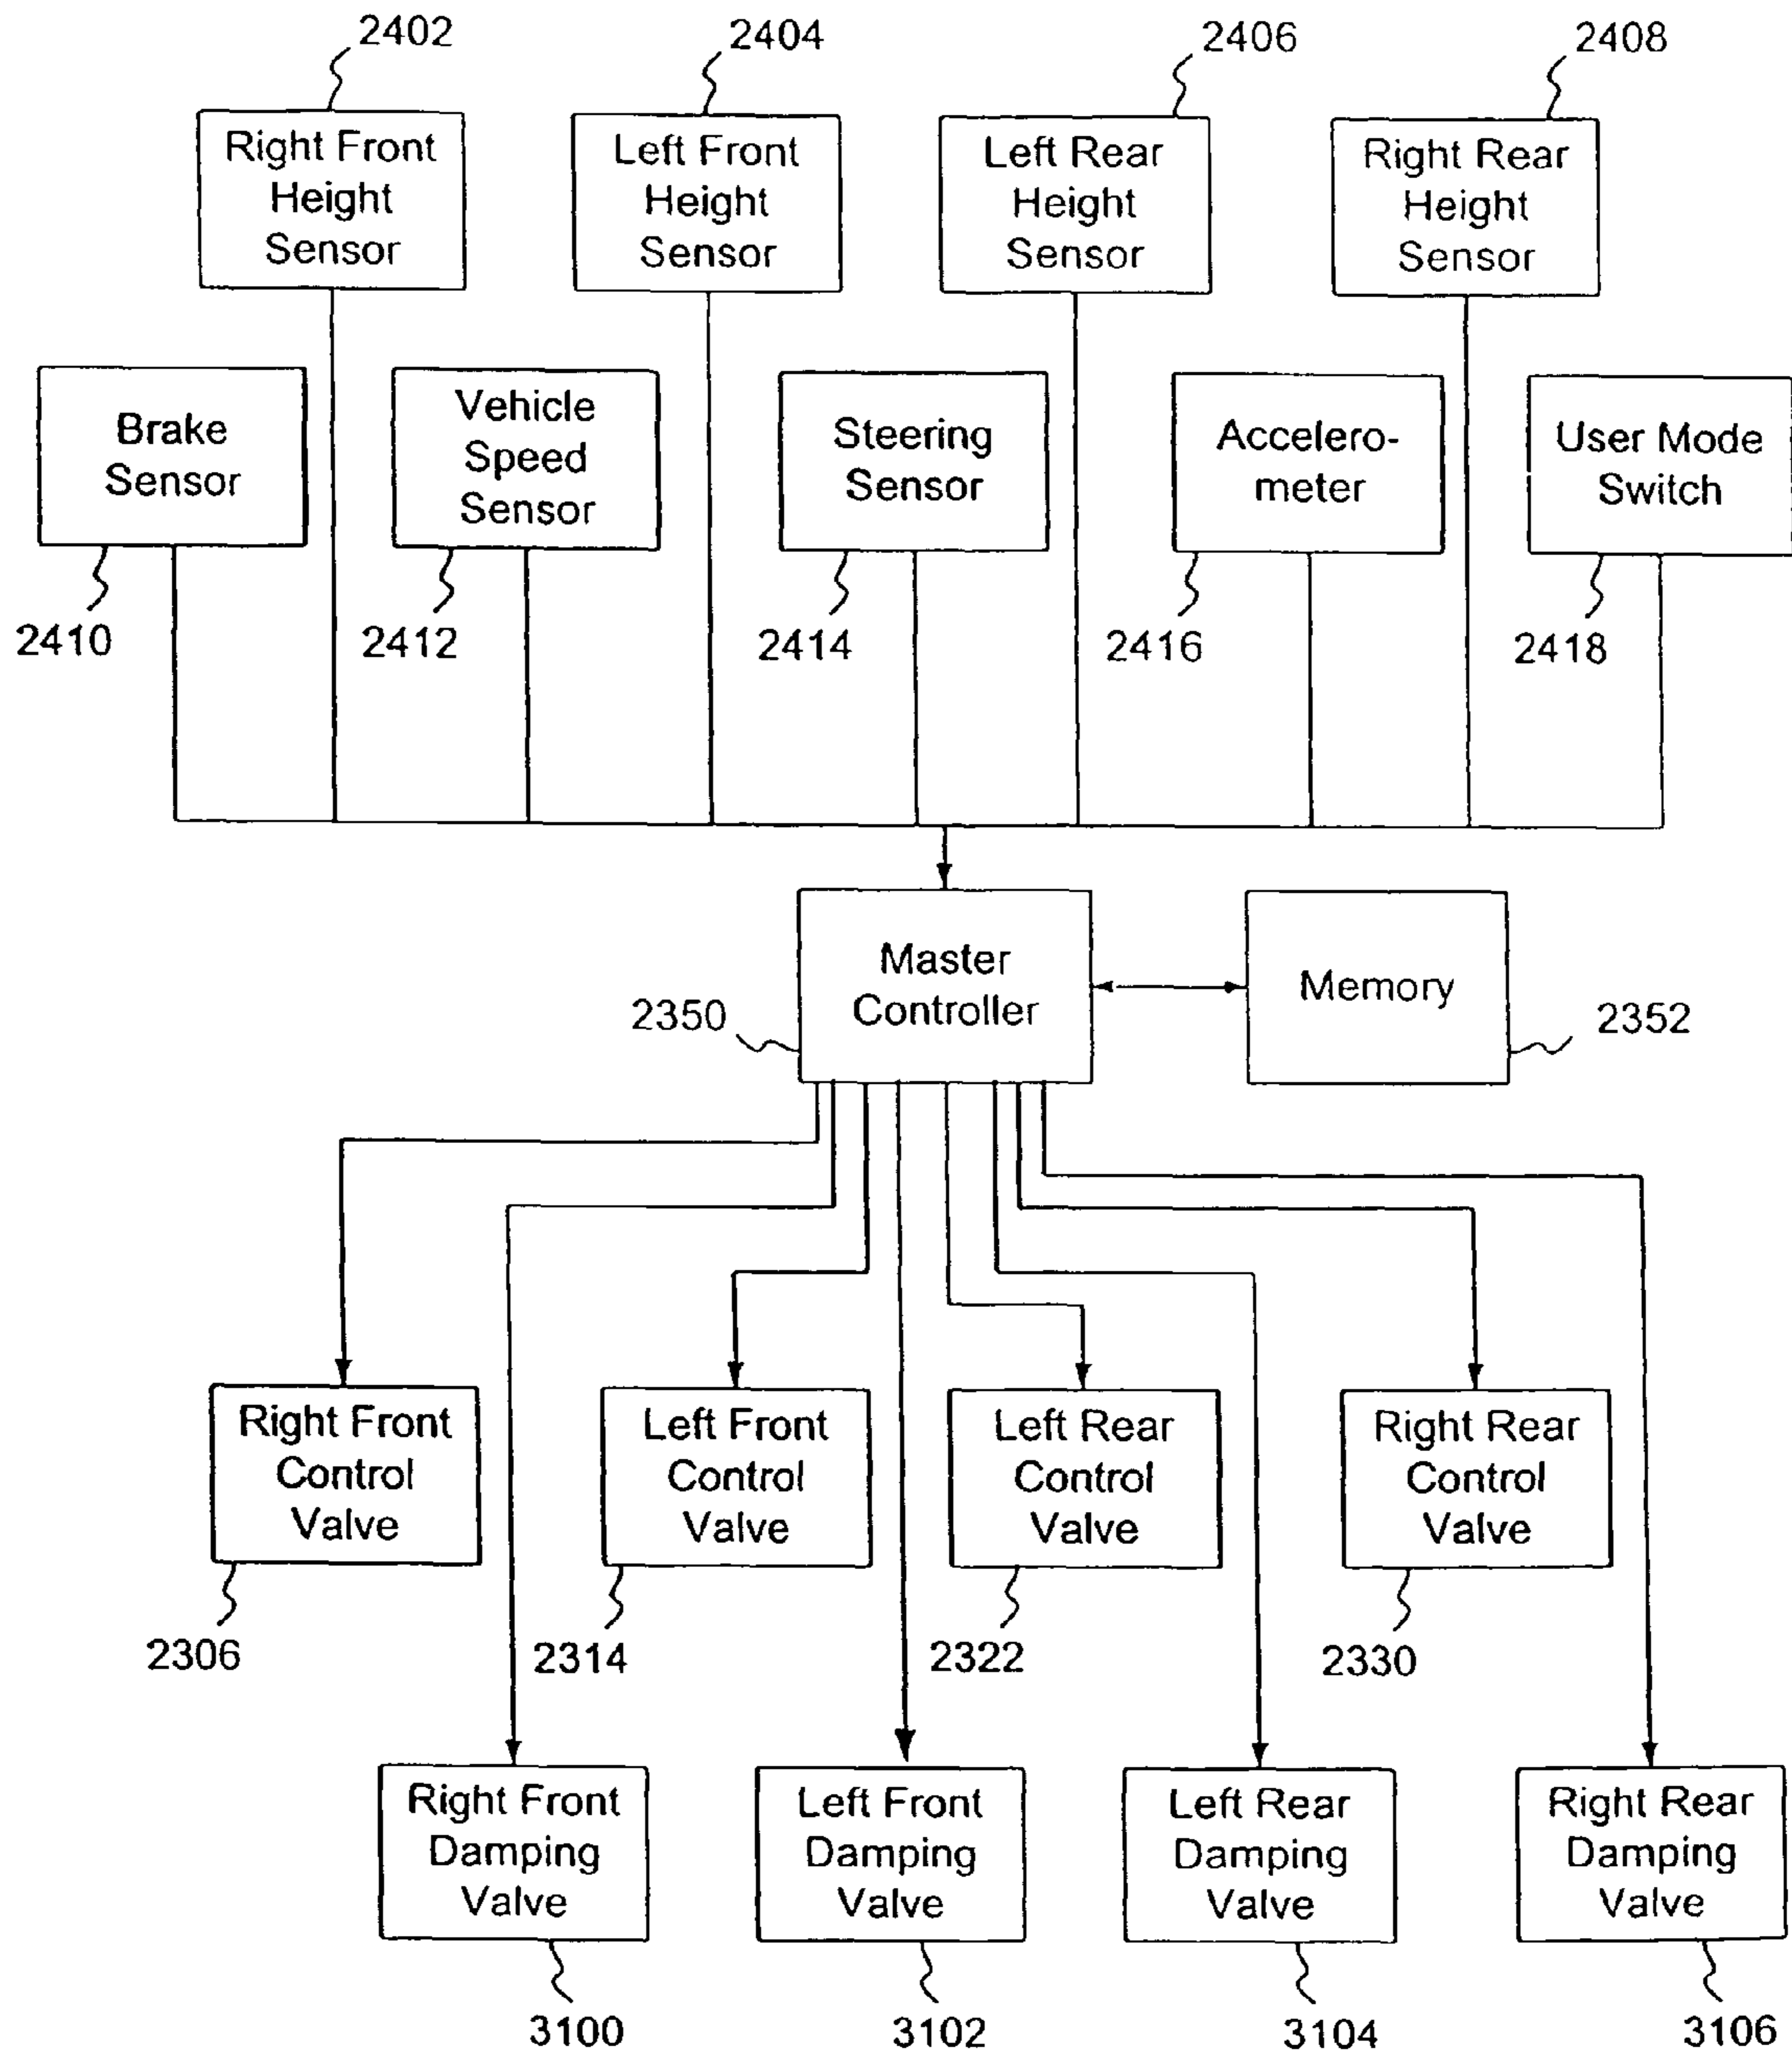 2402
2404
2406
2408
Right Front
Height
Sensor
Left Front
Height
Sensor
Left Rear
Height
Sensor
Right Rear
Height
Sensor
Brake
Sensor
Vehicle
Speed
Sensor
Steering
Sensor
Accelero-
meter
User Mode
Switch
2410
2412
2414
2416
2418
Master
Controller
Memory
2350
2352
Right Front
Control
Valve
Left Front
Control
Valve
Left Rear
Control
Valve
Right Rear
Control
Valve
2306
2314
2322
2330
Right Front
Damping
Valve
Left Front
Damping
Valve
Left Rear
Damping
Valve
Right Rear
Damping
Valve
3100
3102
3104
3106